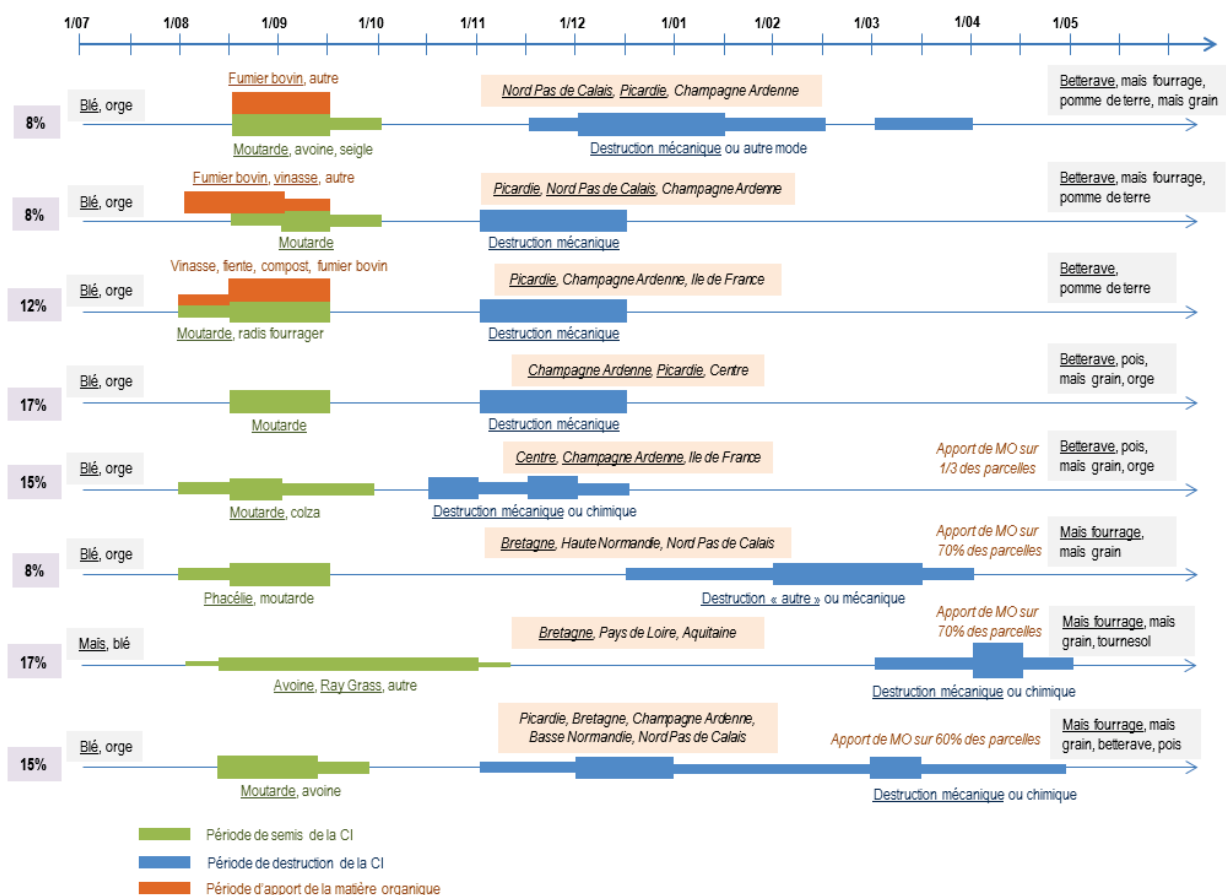 1/07 1/08 1/09 1/10 1/11 1/12 1/01 1/02 1/03 1/04 1/05
8%
Blé, orge
Fumier bovin, autre
Moutarde, avoine, seigle
Nord Pas de Calais, Picardie, Champagne Ardenne
Destruction mécanique ou autre mode
Betterave, maïs fourrage,
pomme de terre, maïs grain
8%
Blé, orge
Fumier bovin, vinasse, autre
Moutarde
Picardie, Nord Pas de Calais, Champagne Ardenne
Destruction mécanique
Betterave, maïs fourrage,
pomme de terre
12%
Blé, orge
Vinasse, fiente, compost, fumier bovin
Moutarde, radis fourrager
Picardie, Champagne Ardenne, Ile de France
Destruction mécanique
Betterave,
pomme de terre
17%
Blé, orge
Moutarde
Champagne Ardenne, Picardie, Centre
Destruction mécanique
Betterave, pois,
maïs grain, orge
15%
Blé, orge
Moutarde, colza
Centre, Champagne Ardenne, Ile de France
Destruction mécanique ou chimique
Apport de MO sur
1/3 des parcelles
Betterave, pois,
maïs grain, orge
8%
Blé, orge
Phacélie, moutarde
Bretagne, Haute Normandie, Nord Pas de Calais
Destruction « autre » ou mécanique
Apport de MO sur
70% des parcelles
Maïs fourrage,
maïs grain
17%
Maïs, blé
Avoine, Ray Grass, autre
Bretagne, Pays de Loire, Aquitaine
Destruction mécanique ou chimique
Apport de MO sur
70% des parcelles
Maïs fourrage, maïs
grain, tournesol
15%
Blé, orge
Moutarde, avoine
Picardie, Bretagne, Champagne Ardenne,
Basse Normandie, Nord Pas de Calais
Destruction mécanique ou chimique
Apport de MO sur 60% des parcelles
Maïs fourrage, maïs
grain, betterave, pois
Période de semis de la CI
Période de destruction de la CI
Période d'apport de la matière organique